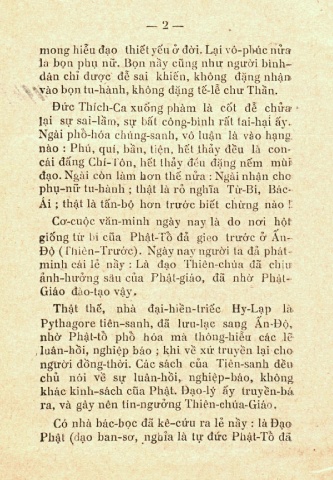 — 2 —
mong hiểu đạo thiết yếu ở đời. Lại vô-phúc nữa
là bọn phụ nữ. Bọn nầy cũng như người bình-
dân chỉ được để sai khiến, không đặng nhận
vào bọn tu-hành, không đặng tế-lễ chư Thần.
Đức Thích-Ca xuống phàm là cốt để chữa
lại sự sai-lầm, sự bất công-bình rất tai-hại ấy.
Ngài phổ-hóa chúng-sanh, vô luận là vào hạng
nào : Phú, quí, bần, tiện, hết thảy đều là con-
cái đấng Chí-Tôn, hết thảy đều đặng nếm mùi
đạo. Ngài còn làm hơn thế nữa : Ngài nhận cho
phụ-nữ tu-hành ; thật là rỏ nghĩa Từ-Bi, Bác-
Ái ; thật là tấn-bộ hơn trước biết chừng nào !
Cơ-cuộc văn-minh ngày nay là do nơi hột
giống từ bi của Phật-Tổ đã gieo trước ở Ấn-
Độ (Thiên-Trước). Ngày nay người ta đã phát-
minh cái lẽ nầy : Là đạo Thiên-chúa đã chịu
ảnh-hưởng sâu của Phật-giáo, đã nhờ Phật-
Giáo đào-tạo vậy.
Thật thế, nhà đại-hiền-triết Hy-Lạp là
Pythagore tiên-sanh, đã lưu-lạc sang Ấn-Độ,
nhờ Phật-tổ phổ hóa mà thông-hiểu các lẽ
luân-hồi, nghiệp báo ; khi về xứ truyền lại cho
người đồng-thời. Các sách của Tiên-sanh đều
chủ nói về sự luân-hồi, nghiệp-báo, không
khác kinh-sách của Phật. Đạo-lý ấy truyền-bá
ra, và gây nên tín-ngưỡng Thiên-chúa-Giáo.
Có nhà bác-học đã kê-cứu ra lẽ nầy : là Đạo
Phật (đạo ban-sơ, nghĩa là tự đức Phật-Tổ đã